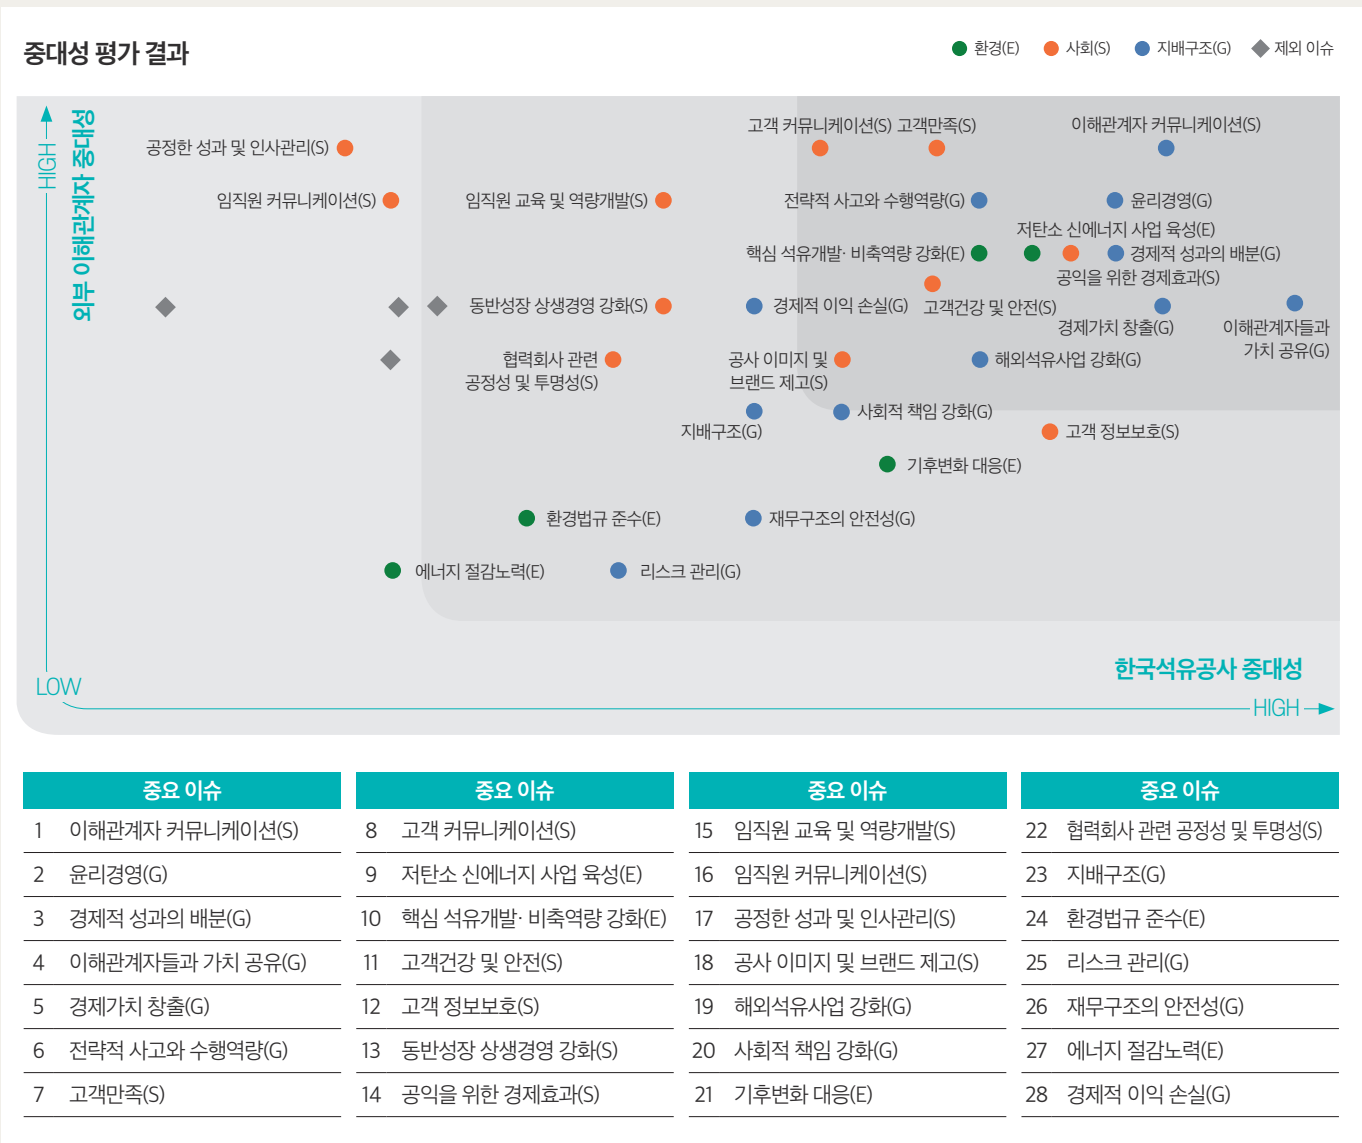 중대성 평가 결과
환경(E) 사회(S) 지배구조(G) 제외 이슈
HIGH
외부 이해관계자 중대성
LOW
공정한 성과 및 인사관리(S)
고객 커뮤니케이션(S) 고객만족(S)
이해관계자 커뮤니케이션(S)
임직원 커뮤니케이션(S)
임직원 교육 및 역량개발(S)
전략적 사고와 수행역량(G)
윤리경영(G)
저탄소 신에너지 사업 육성(E)
핵심 석유개발· 비축역량 강화(E)
경제적 성과의 배분(G)
공익을 위한 경제효과(S)
동반성장 상생경영 강화(S)
경제적 이익 손실(G)
고객건강 및 안전(S)
경제가치 창출(G)
이해관계자들과
가치 공유(G)
협력회사 관련
공정성 및 투명성(S)
공사 이미지 및
브랜드 제고(S)
해외석유사업 강화(G)
지배구조(G)
사회적 책임 강화(G)
고객 정보보호(S)
기후변화 대응(E)
환경법규 준수(E)
재무구조의 안전성(G)
에너지 절감노력(E)
리스크 관리(G)
한국석유공사 중대성
HIGH
중요 이슈
1 이해관계자 커뮤니케이션(S)
2 윤리경영(G)
3 경제적 성과의 배분(G)
4 이해관계자들과 가치 공유(G)
5 경제가치 창출(G)
6 전략적 사고와 수행역량(G)
7 고객만족(S)
중요 이슈
8 고객 커뮤니케이션(S)
9 저탄소 신에너지 사업 육성(E)
10 핵심 석유개발· 비축역량 강화(E)
11 고객건강 및 안전(S)
12 고객 정보보호(S)
13 동반성장 상생경영 강화(S)
14 공익을 위한 경제효과(S)
중요 이슈
15 임직원 교육 및 역량개발(S)
16 임직원 커뮤니케이션(S)
17 공정한 성과 및 인사관리(S)
18 공사 이미지 및 브랜드 제고(S)
19 해외석유사업 강화(G)
20 사회적 책임 강화(G)
21 기후변화 대응(E)
중요 이슈
22 협력회사 관련 공정성 및 투명성(S)
23 지배구조(G)
24 환경법규 준수(E)
25 리스크 관리(G)
26 재무구조의 안전성(G)
27 에너지 절감노력(E)
28 경제적 이익 손실(G)